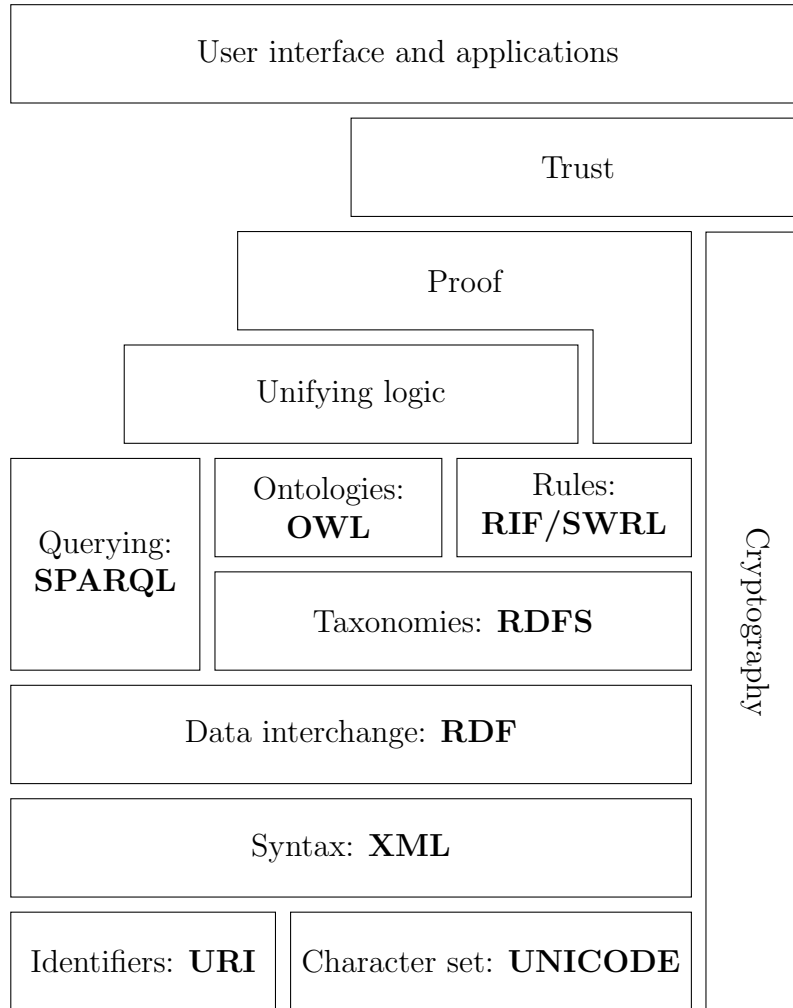 User interface and applications
Trust
Proof
Unifying logic
Querying:
SPARQL
Ontologies:
OWL
Rules:
RIF/SWRL
Taxonomies: RDFS
Cryptography
Data interchange: RDF
Syntax: XML
Identifiers: URI
Character set: UNICODE